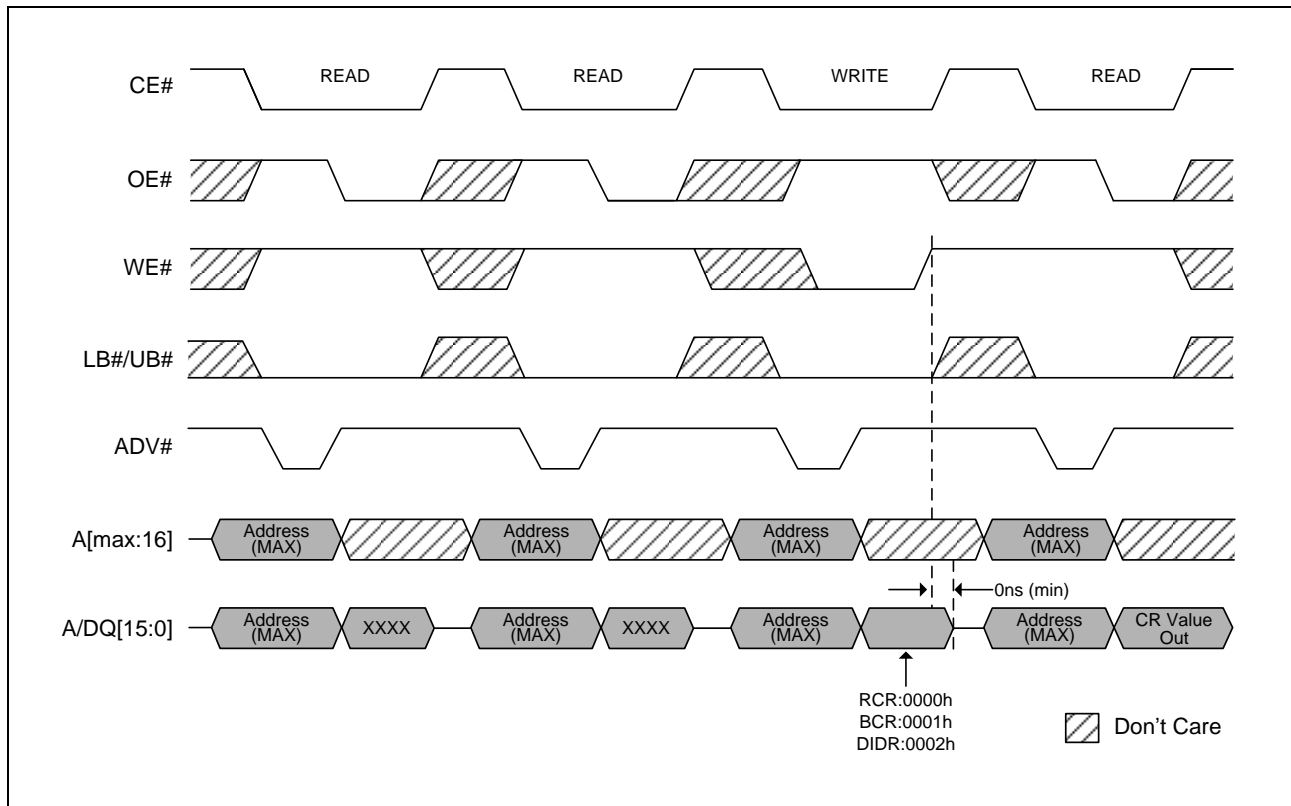 CE#
READ
READ
WRITE
READ
OE#
WE#
LB#/UB#
ADV#
A[max:16]
Address
(MAX)
Address
(MAX)
Address
(MAX)
Address
(MAX)
0ns (min)
A/DQ[15:0]
Address
(MAX)
XXXX
Address
(MAX)
XXXX
Address
(MAX)
Address
(MAX)
CR Value
Out
RCR:0000h
BCR:0001h
DIDR:0002h
Don't Care